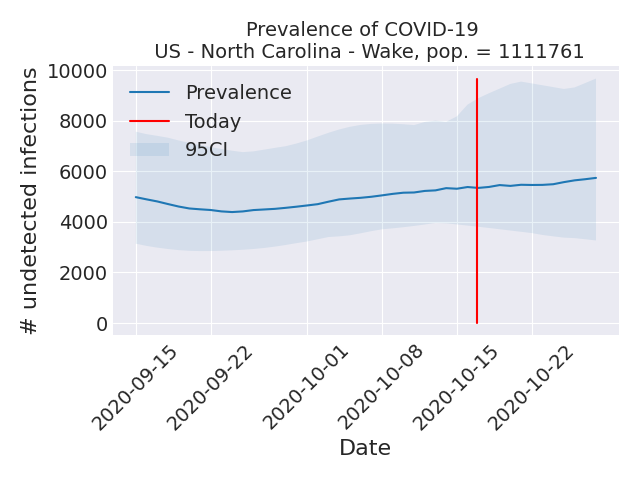 Prevalence of COVID-19
US - North Carolina - Wake, pop. = 1111761
# undetected infections
10000
8000
6000
4000
2000
0
Prevalence
Today
95CI
2020-09-15
2020-09-22
2020-10-01
2020-10-08
2020-10-15
2020-10-22
Date